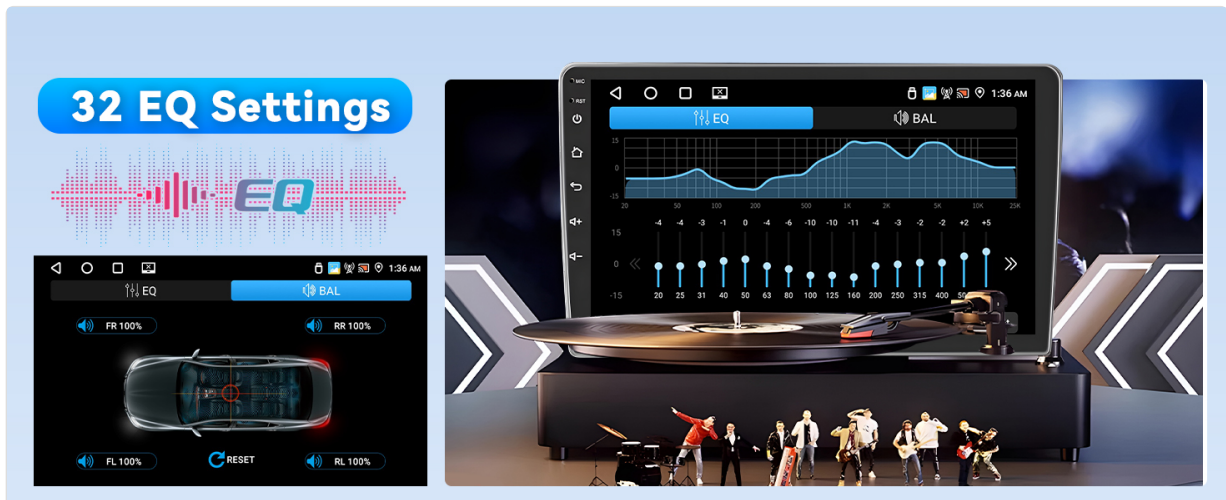 32 EQ Settings
EQ
1:36 AM
EQ
BAL
FR 100%
RR 100%
FL 100%
RESET
RL 100%
MIC
RST
1:36 AM
EQ
BAL
15
0
-15
20 50 100 200 500 1K 2K 5K 10K 25K
-4 -4 -3 -1 0 -4 -6 -10 -10 -11 -4 -3 -2 -2 +2 +5
15
0
-15
20 25 31 40 50 63 80 100 125 160 200 250 315 400